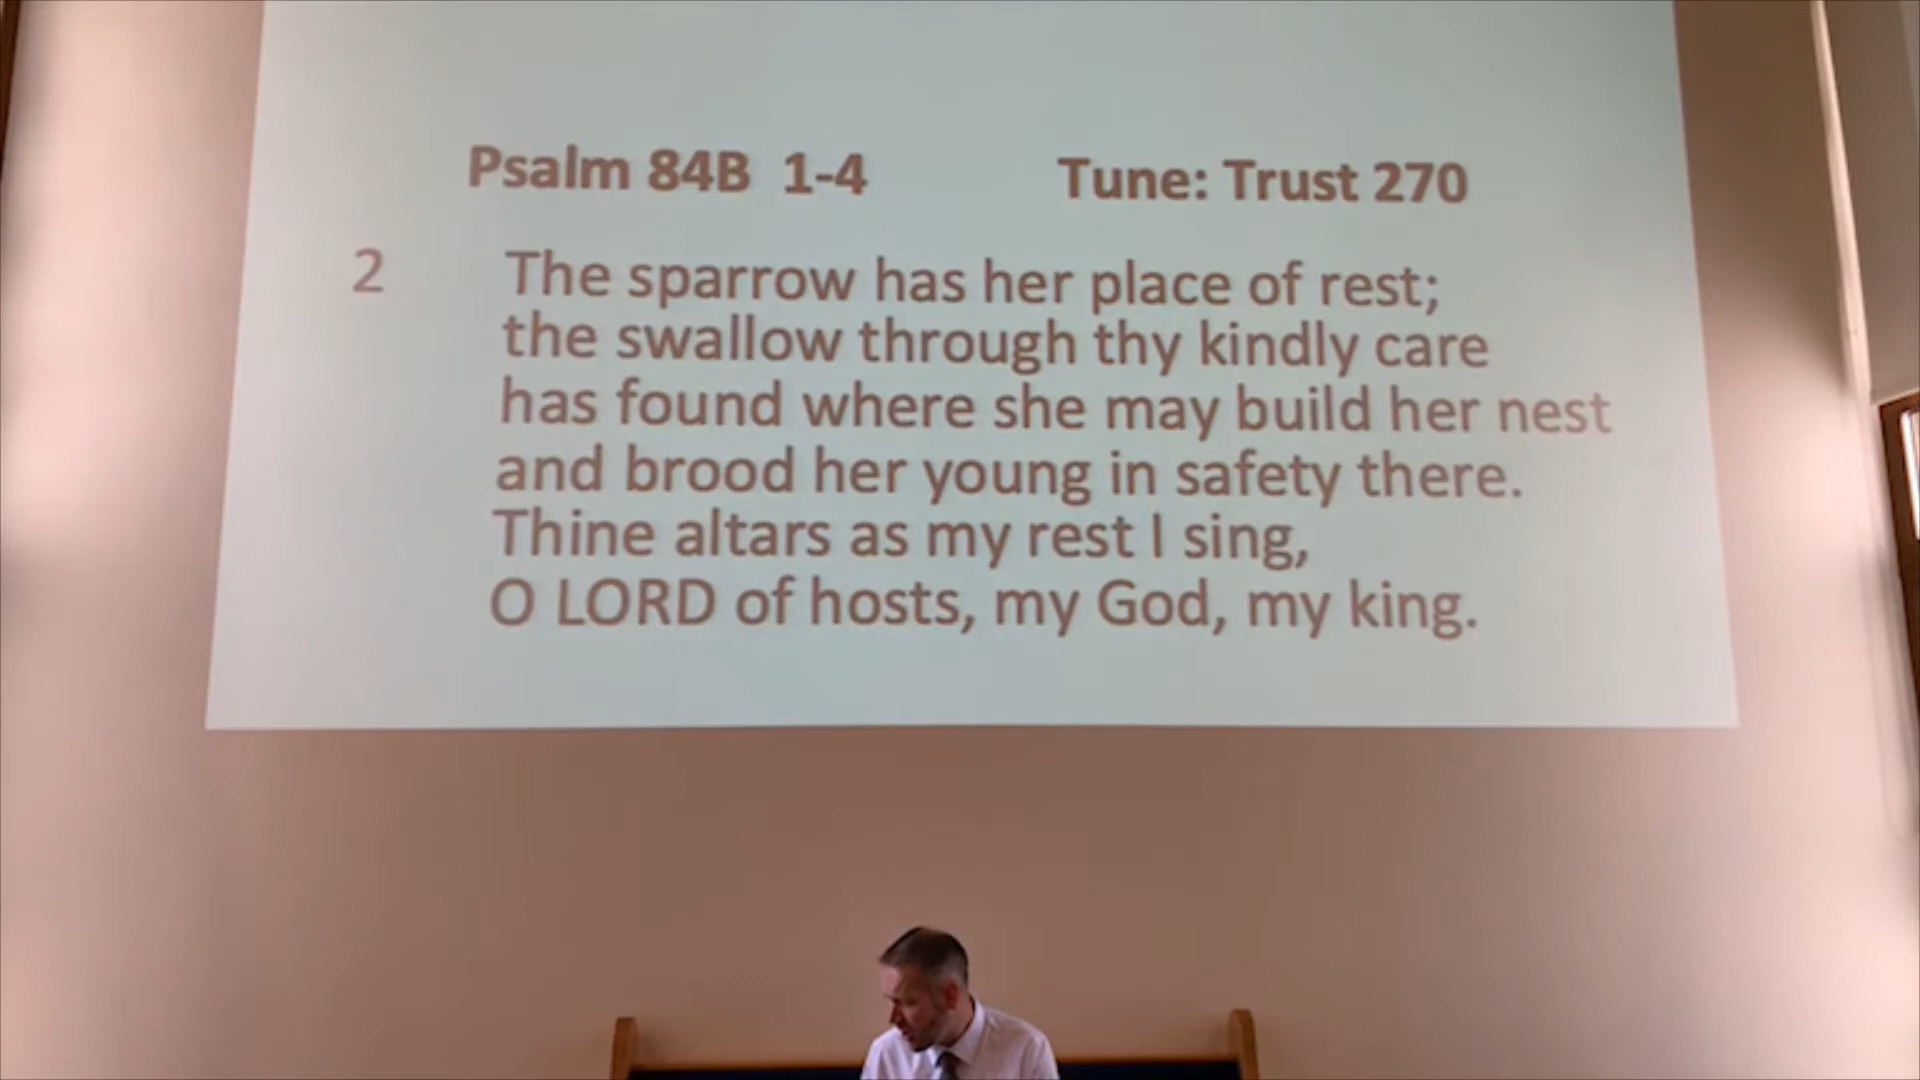 Psalm 84B 1-4 Tune: Trust 270
2 The sparrow has her place of rest;
the swallow through thy kindly care
has found where she may build her nest
and brood her young in safety there.
Thine altars as my rest I sing,
O LORD of hosts, my God, my king.